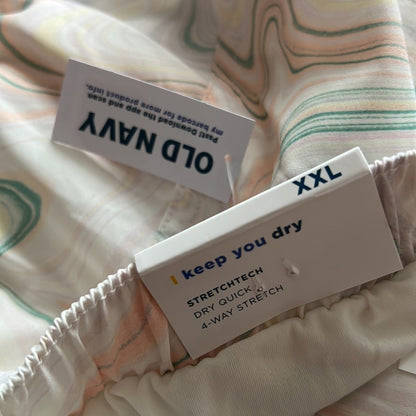 OLD NAVY
Psst! Download the app and scan
my barcode for more product info.
XXL
I keep you dry
STRETCHTECH
DRY QUICK
4-WAY STRETCH